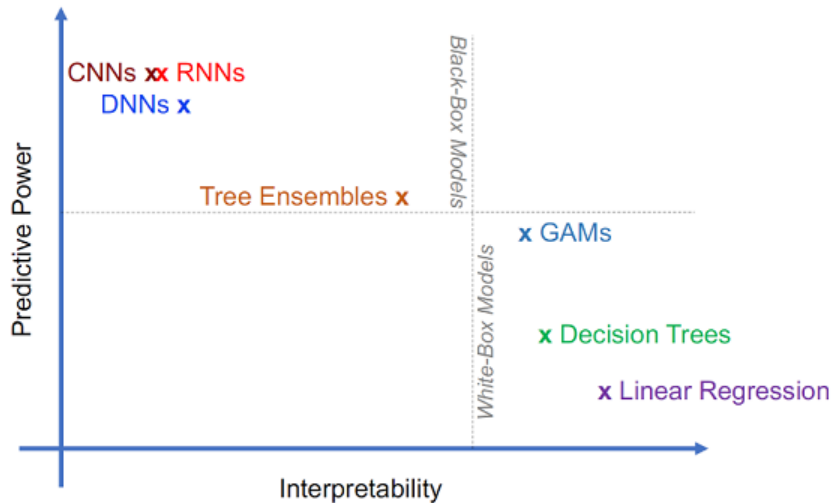 CNNs xx RNNs
DNNs x
Black-Box Models
Tree Ensembles x
x GAMs
White-Box Models
x Decision Trees
x Linear Regression
Predictive Power
Interpretability